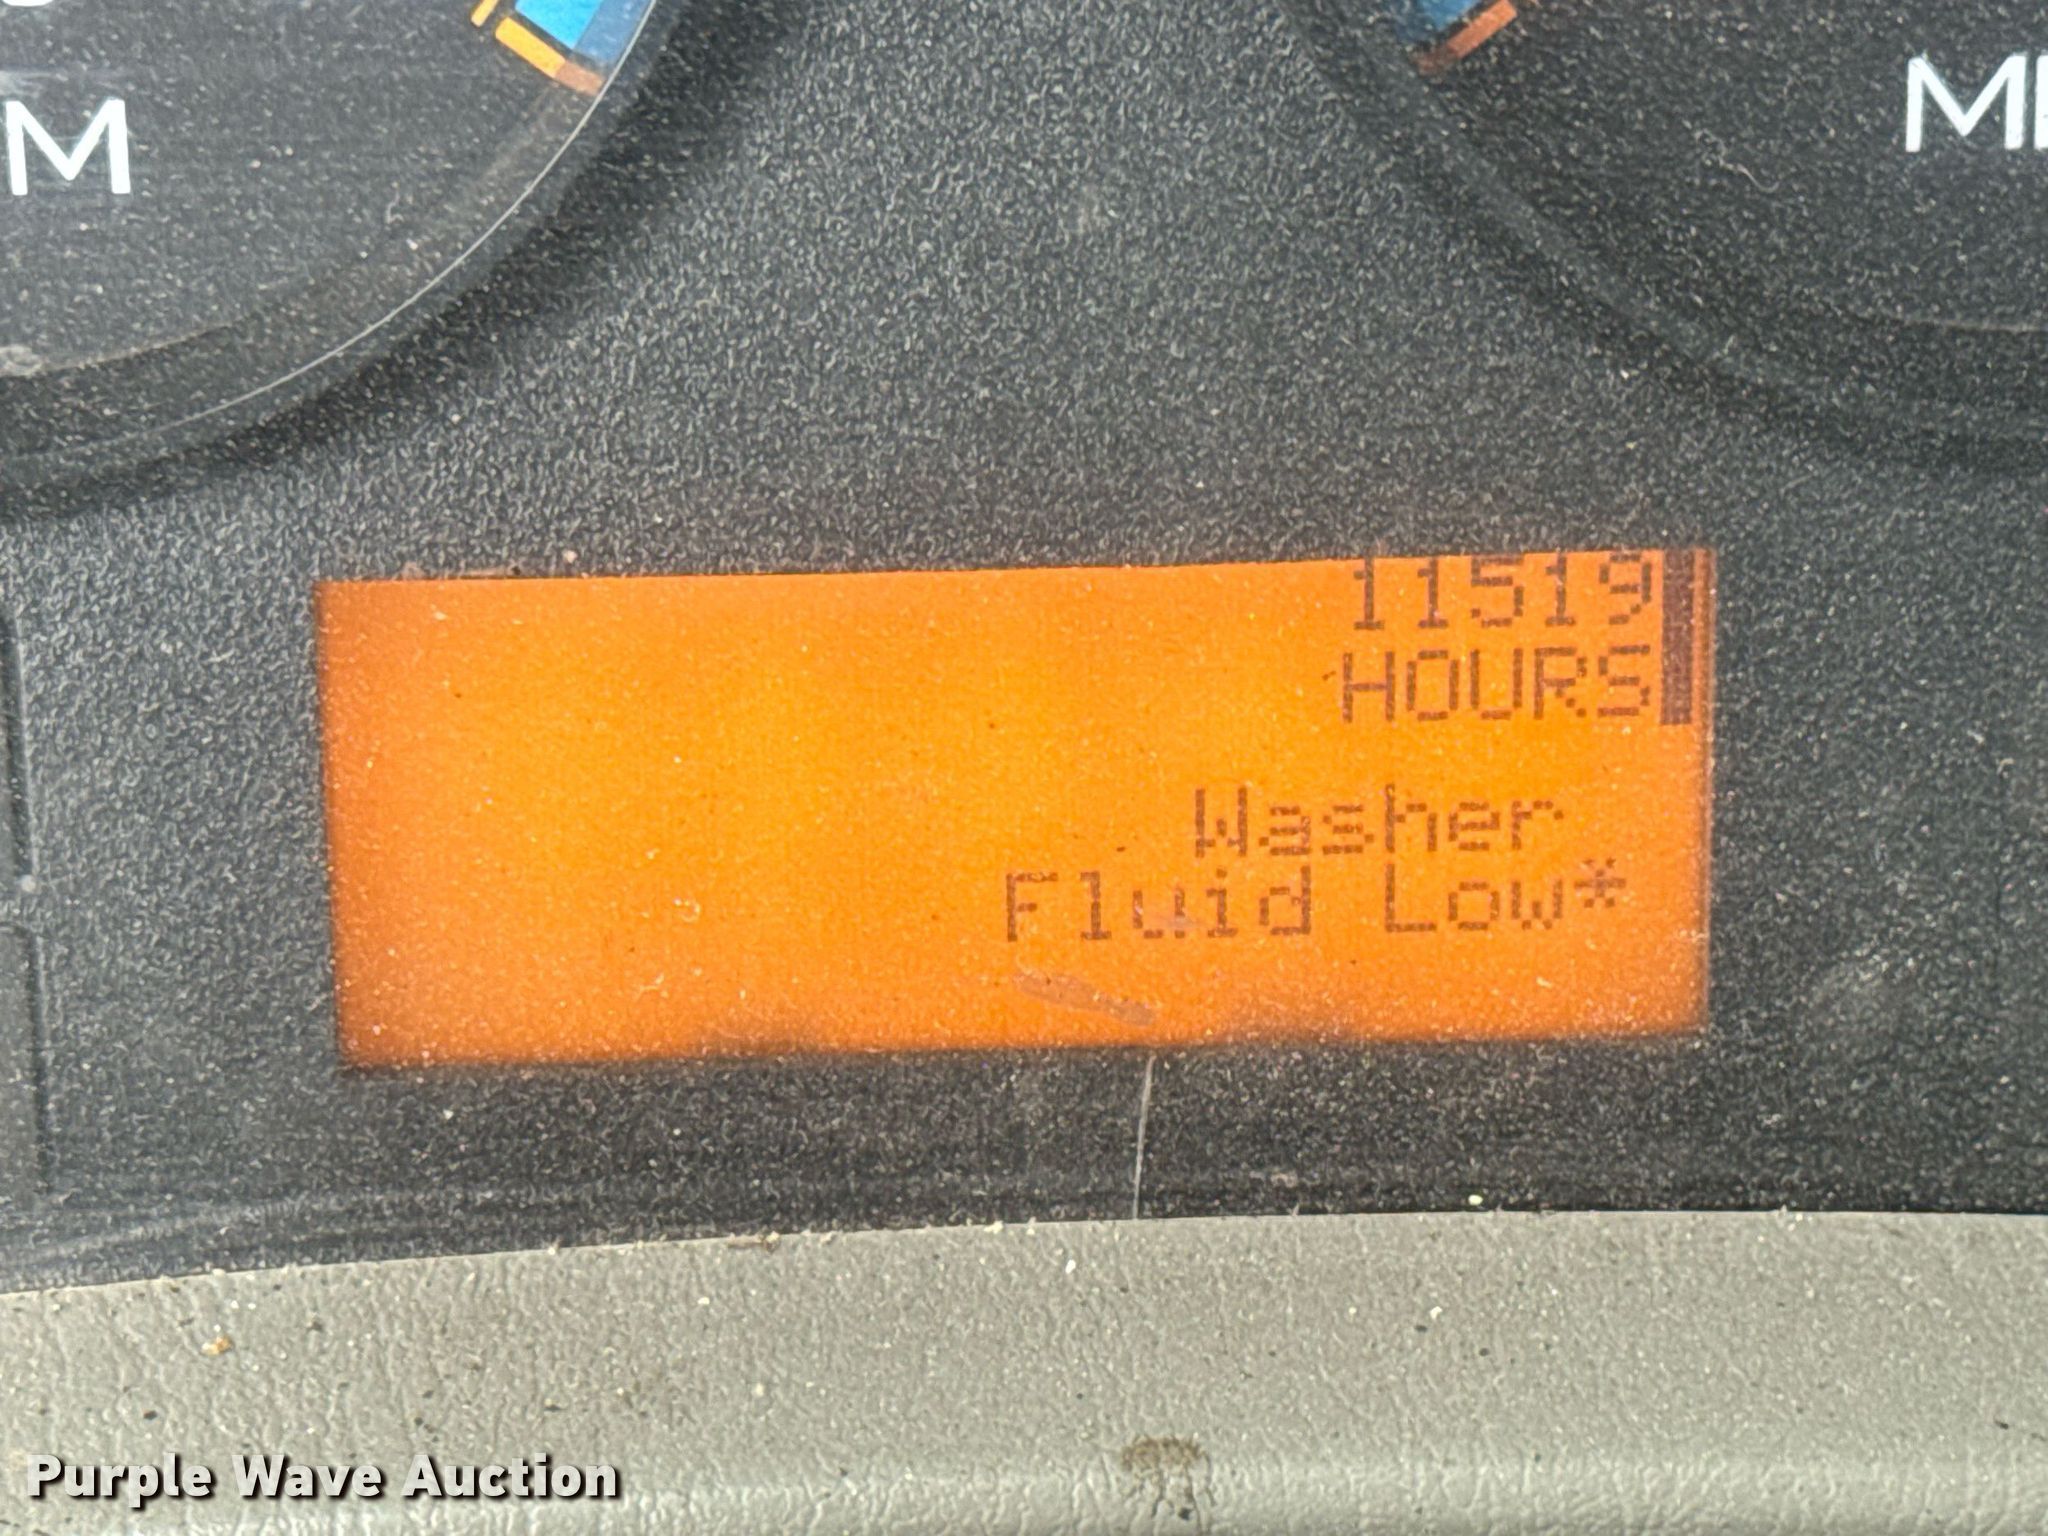 M
11519
HOURS
Washer
Fluid Low*
Purple Wave Auction